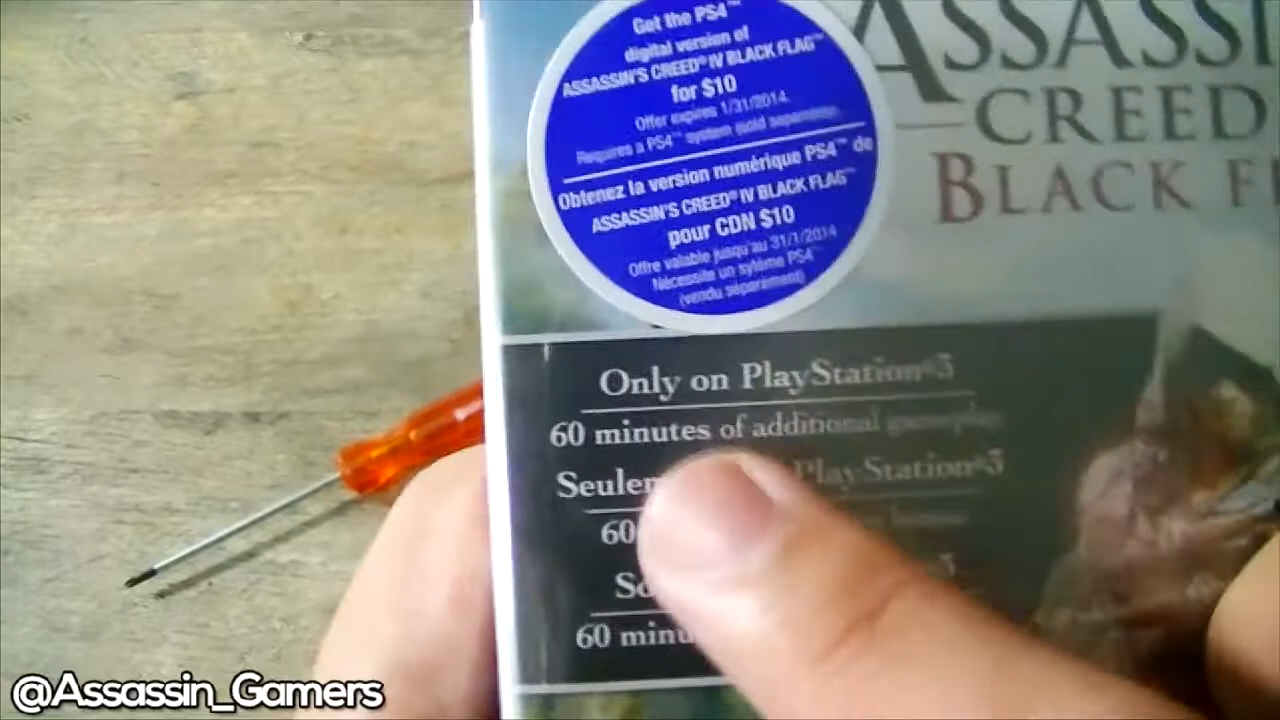 Get the PS4™
digital version of
ASSASSIN'S CREED® IV BLACK FLAG™
for $10
Offer expires 1/31/2014.
Requires a PS4™ system (sold separately).
Obtenez la version numérique PS4™ de
ASSASSIN'S CREED® IV BLACK FLAG™
pour CDN $10
Offre valable jusqu'au 31/1/2014
Nécessite un sytème PS4™
(vendu séparément)
ASSASSI
CREED
BLACK FL
Only on PlayStation®3
60 minutes of additional gameplay
Seulem PlayStation®3
60
So
60 minu
@Assassin_Gamers